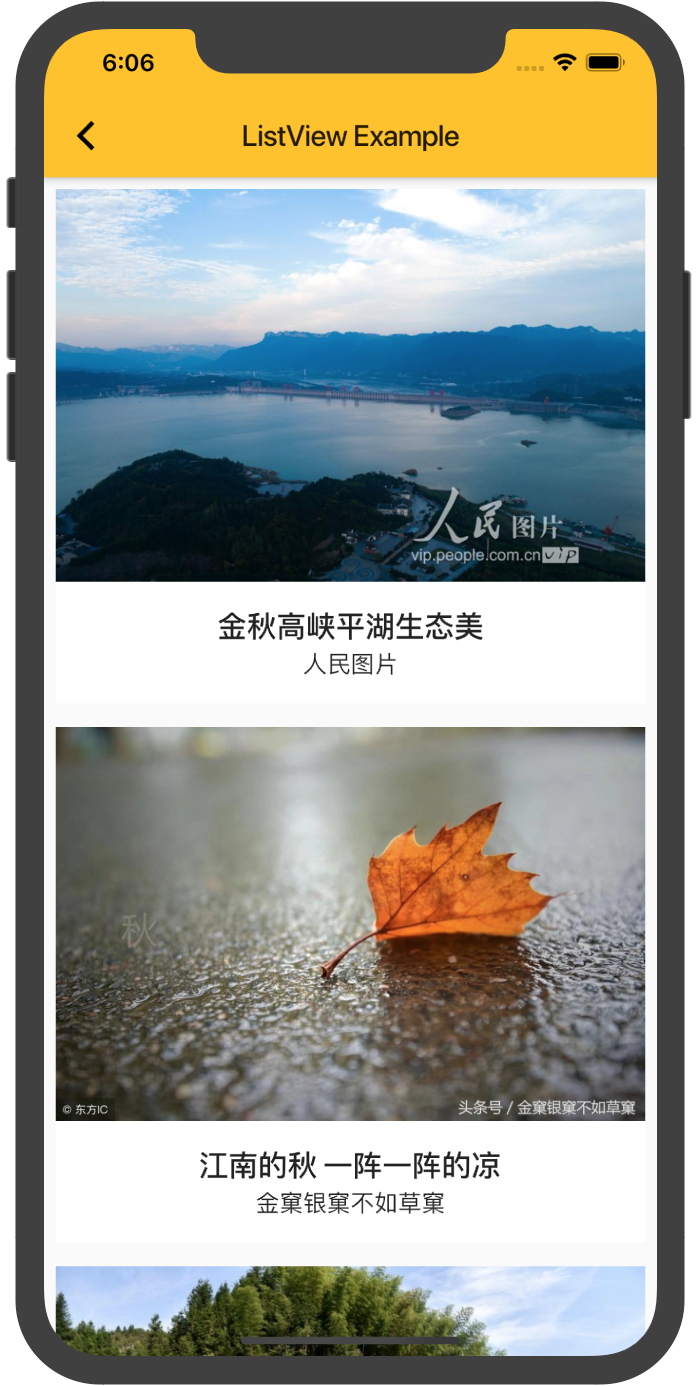 6:06
ListView Example
人民图片
vip.people.com.cn vip
金秋高峡平湖生态美
人民图片
秋
© 东方IC
头条号 / 金窠银窠不如草窠
江南的秋 一阵一阵的凉
金窠银窠不如草窠